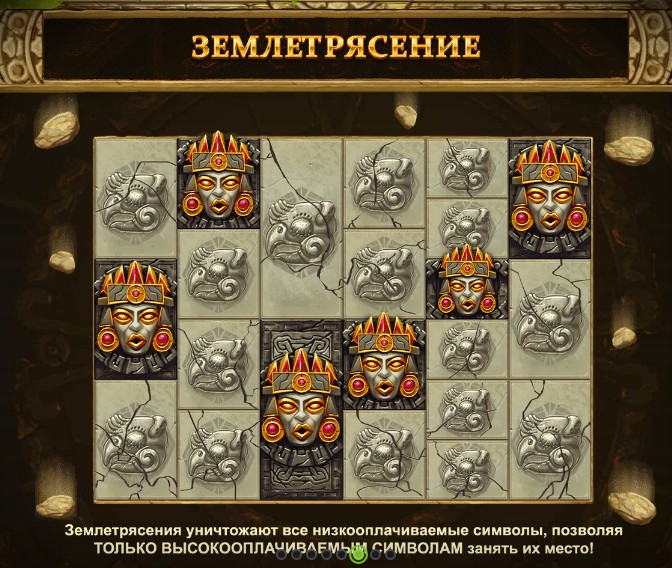 ЗЕМЛЕТРЯСЕНИЕ
Землетрясения уничтожают все низкооплачиваемые символы, позволяя
ТОЛЬКО ВЫСОКООПЛАЧИВАЕМЫМ СИМВОЛАМ занять их место!